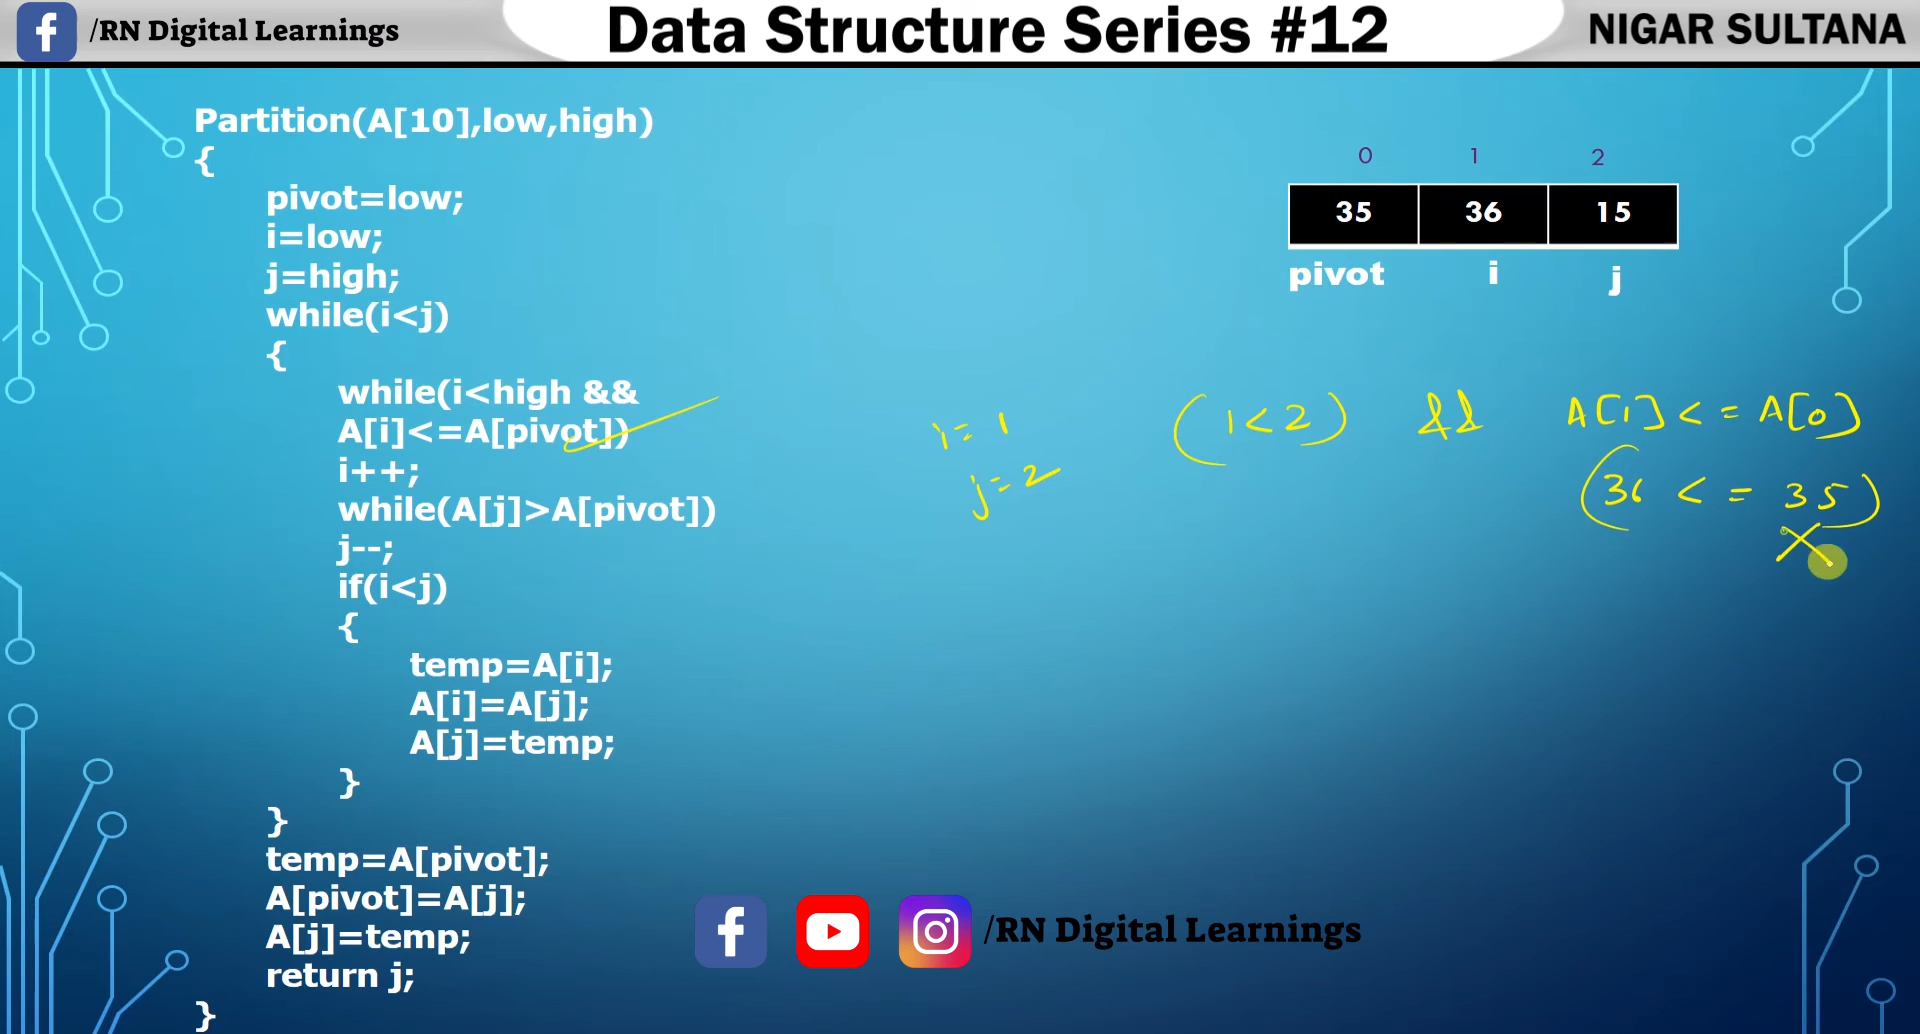 /RN Digital Learnings
Data Structure Series #12
NIGAR SULTANA
Partition(A[10],low,high)
{
pivot=low;
i=low;
j=high;
while(i<j)
{
while(i<high &&
A[i]<=A[pivot])
i++;
while(A[j]>A[pivot])
j--;
if(i<j)
{
temp=A[i];
A[i]=A[j];
A[j]=temp;
}
}
temp=A[pivot];
A[pivot]=A[j];
A[j]=temp;
return j;
}
0 1 2
35 36 15
pivot i j
i=1
j=2
(1<2) && A[1]<=A[0]
(36 <= 35)
/RN Digital Learnings